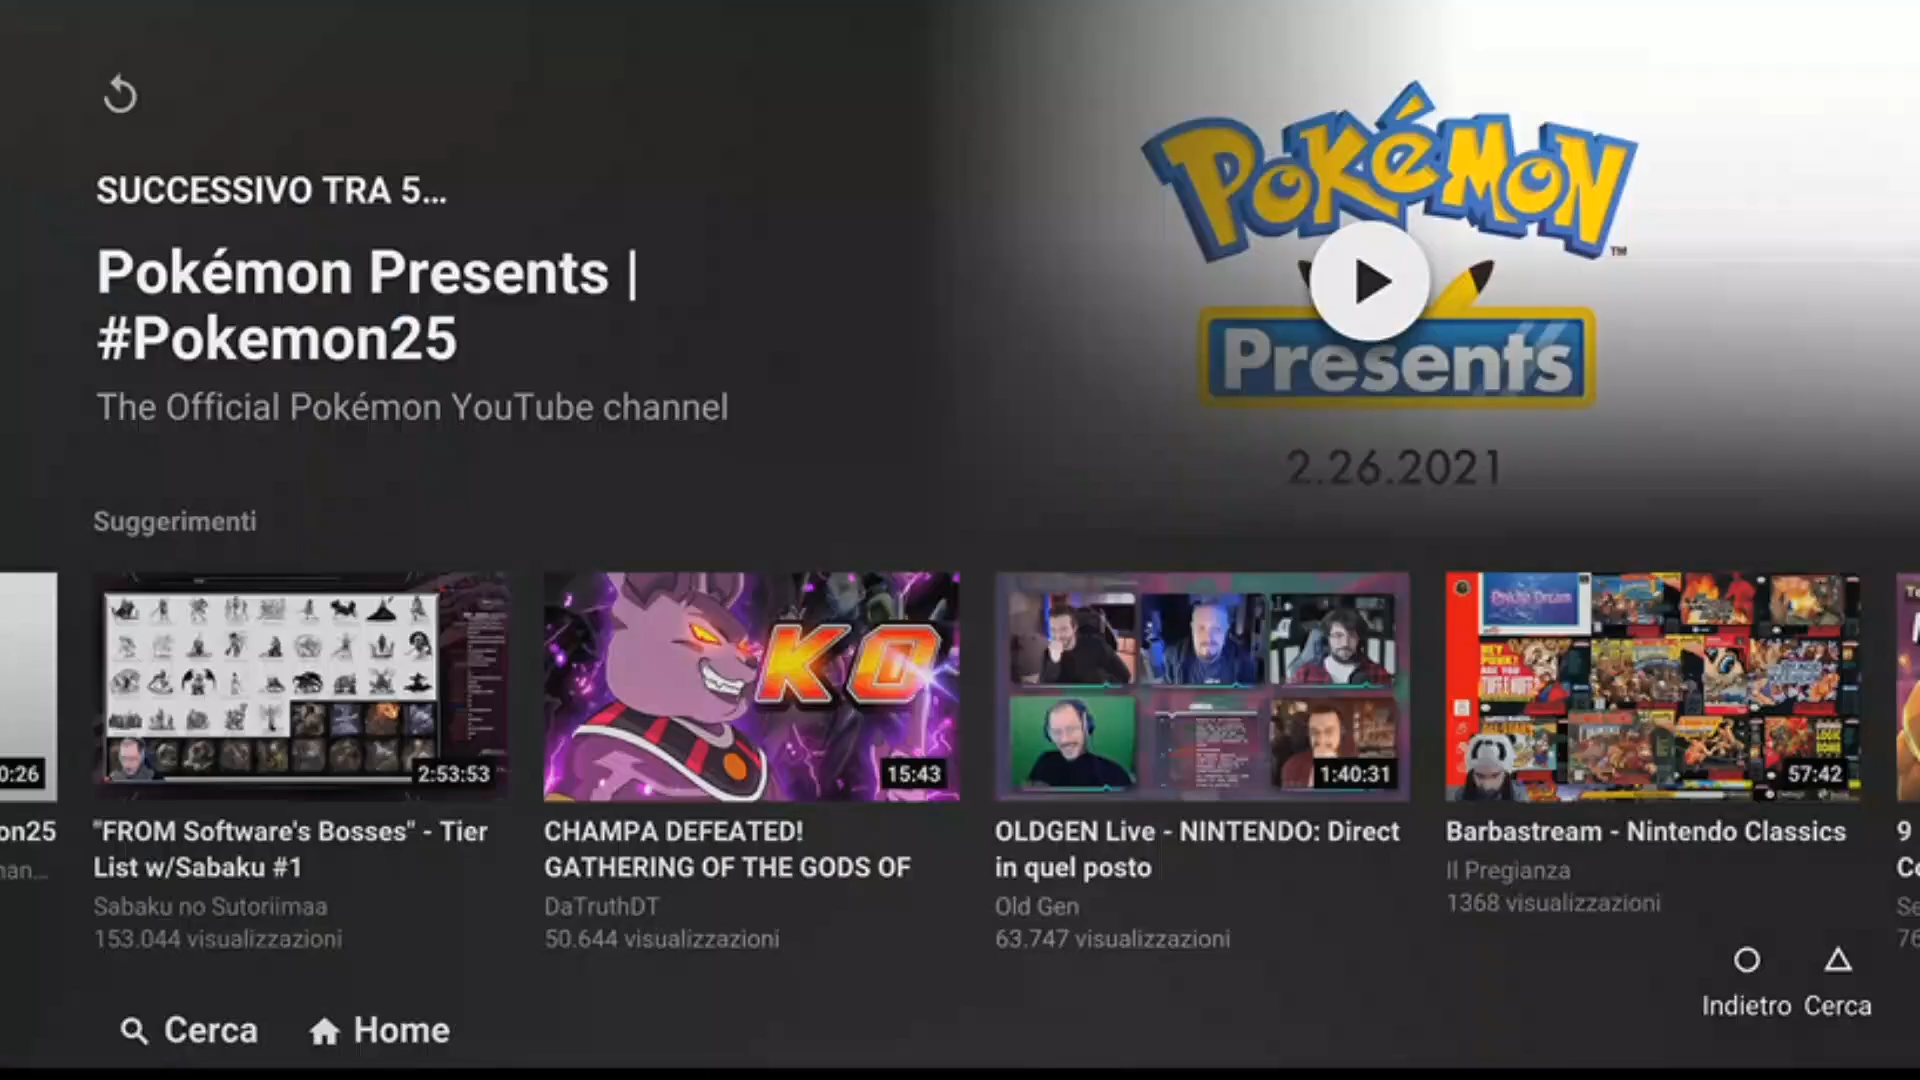 SUCCESSIVO TRA 5...
Pokémon Presents |
#Pokemon25
The Official Pokémon YouTube channel
POKÉMON
TM
Presents
2.26.2021
Suggerimenti
0:26
2:53:53
KO
15:43
1:40:31
Psycho Dream
57:42
on25
"FROM Software's Bosses" - Tier
List w/Sabaku #1
Sabaku no Sutoriimaa
153.044 visualizzazioni
CHAMPA DEFEATED!
GATHERING OF THE GODS OF
DaTruthDT
50.644 visualizzazioni
OLDGEN Live - NINTENDO: Direct
in quel posto
Old Gen
63.747 visualizzazioni
Barbastream - Nintendo Classics
Il Pregianza
1368 visualizzazioni
9
Indietro
Cerca
Cerca
Home